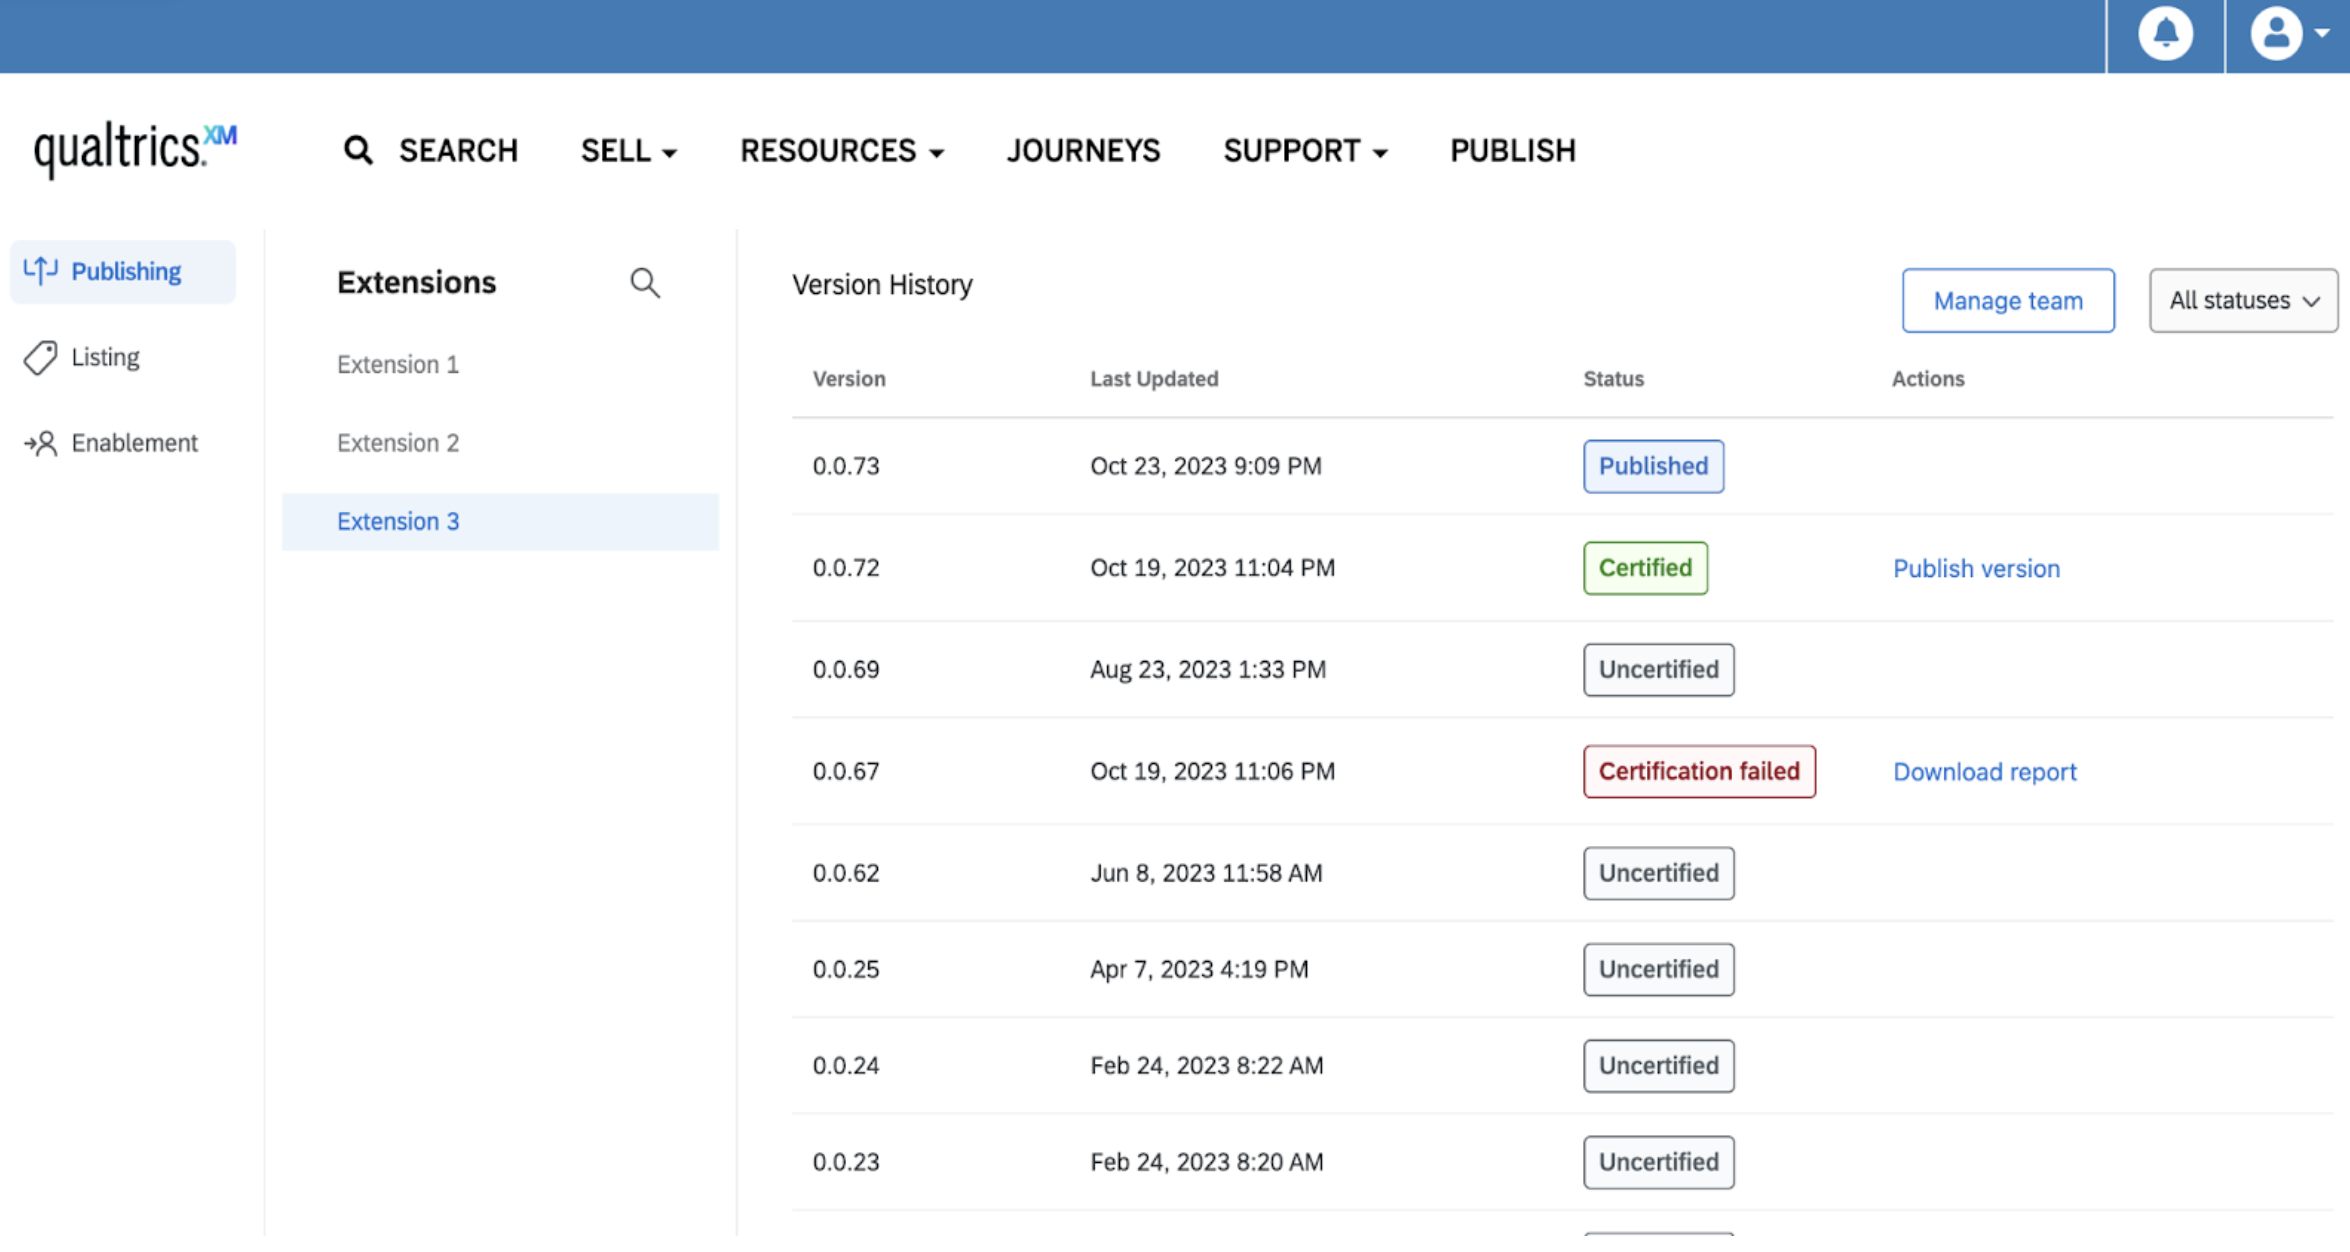 qualtrics.XM
SEARCH SELL RESOURCES JOURNEYS SUPPORT PUBLISH
Publishing
Listing
Enablement
Extensions
Extension 1
Extension 2
Extension 3
Version History
Manage team
All statuses
Version Last Updated Status Actions
0.0.73 Oct 23, 2023 9:09 PM Published
0.0.72 Oct 19, 2023 11:04 PM Certified Publish version
0.0.69 Aug 23, 2023 1:33 PM Uncertified
0.0.67 Oct 19, 2023 11:06 PM Certification failed Download report
0.0.62 Jun 8, 2023 11:58 AM Uncertified
0.0.25 Apr 7, 2023 4:19 PM Uncertified
0.0.24 Feb 24, 2023 8:22 AM Uncertified
0.0.23 Feb 24, 2023 8:20 AM Uncertified